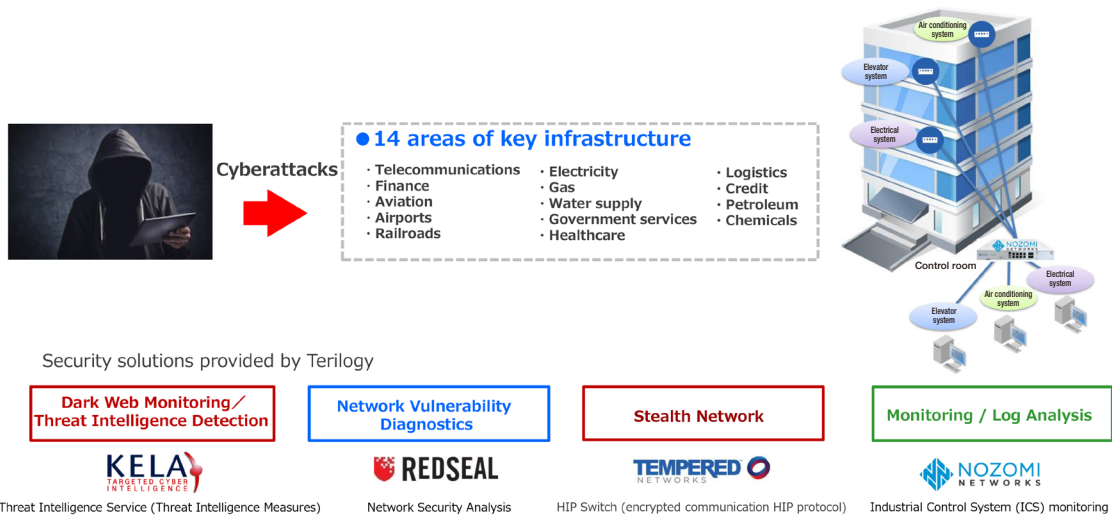 Air conditioning
system
Elevator
system
Electrical
system
Cyberattacks
●14 areas of key infrastructure
・Telecommunications
・Finance
・Aviation
・Airports
・Railroads
・Electricity
・Gas
・Water supply
・Government services
・Healthcare
・Logistics
・Credit
・Petroleum
・Chemicals
NOZOMI
NETWORKS
Control room
Electrical
system
Air conditioning
system
Elevator
system
Security solutions provided by Terilogy
Dark Web Monitoring／
Threat Intelligence Detection
Network Vulnerability
Diagnostics
Stealth Network
Monitoring / Log Analysis
KELA
TARGETED CYBER
INTELLIGENCE
REDSEAL
TEMPERED
NETWORKS
NOZOMI
NETWORKS
Threat Intelligence Service (Threat Intelligence Measures)
Network Security Analysis
HIP Switch (encrypted communication HIP protocol)
Industrial Control System (ICS) monitoring